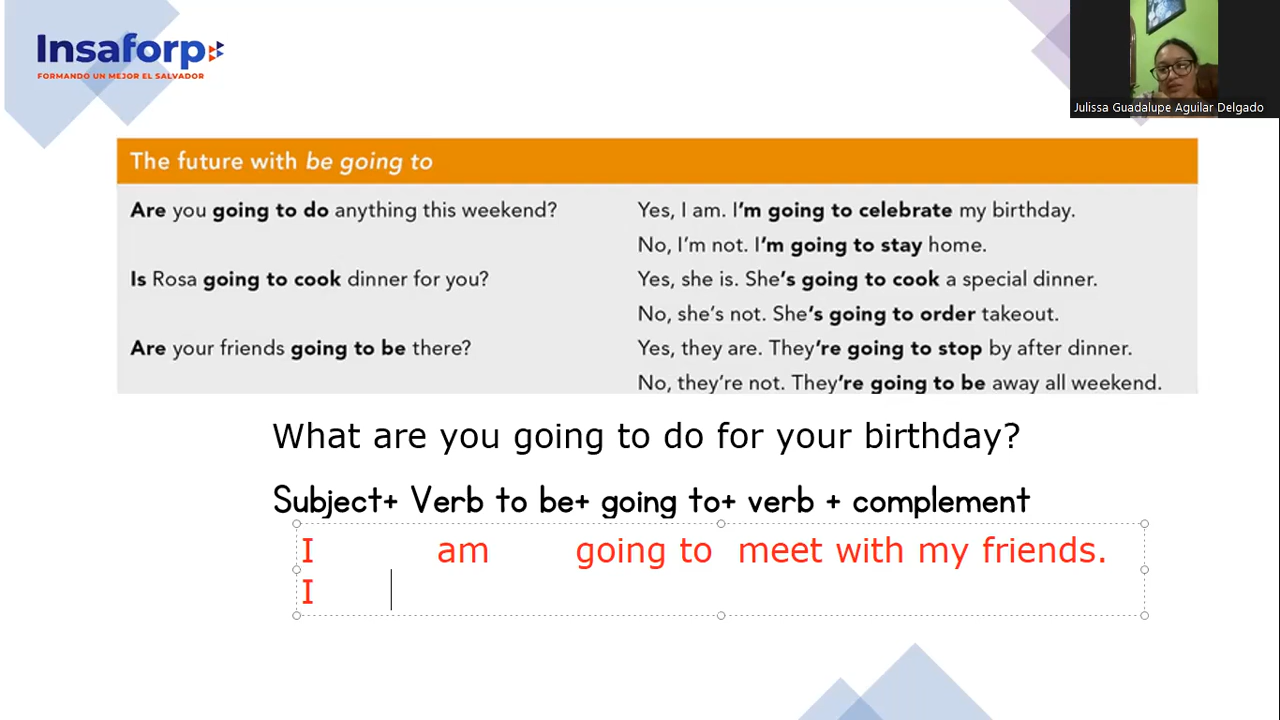 Insaforp
FORMANDO UN MEJOR EL SALVADOR
Julissa Guadalupe Aguilar Delgado
The future with be going to
Are you going to do anything this weekend?
Yes, I am. I'm going to celebrate my birthday.
No, I'm not. I'm going to stay home.
Is Rosa going to cook dinner for you?
Yes, she is. She's going to cook a special dinner.
No, she's not. She's going to order takeout.
Are your friends going to be there?
Yes, they are. They're going to stop by after dinner.
No, they're not. They're going to be away all weekend.
What are you going to do for your birthday?
Subject+ Verb to be+ going to+ verb + complement
I am going to meet with my friends.
I